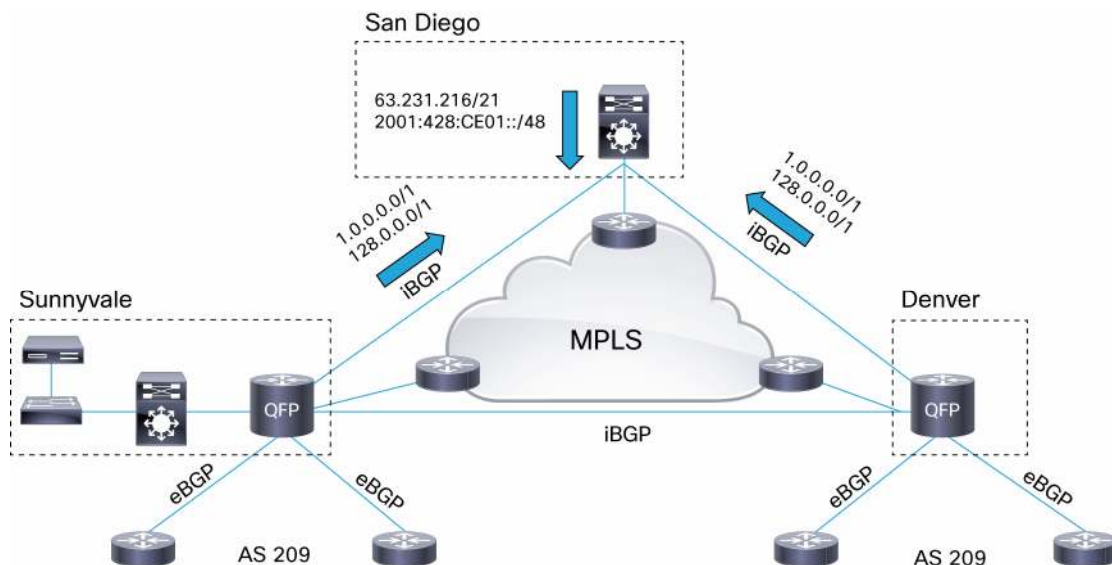 San Diego
63.231.216/21
2001:428:CE01::/48
1.0.0.0.0/1
128.0.0.0/1
iBGP
1.0.0.0.0/1
128.0.0.0/1
iBGP
Sunnyvale
Denver
MPLS
QFP
QFP
iBGP
eBGP
eBGP
eBGP
eBGP
AS 209
AS 209